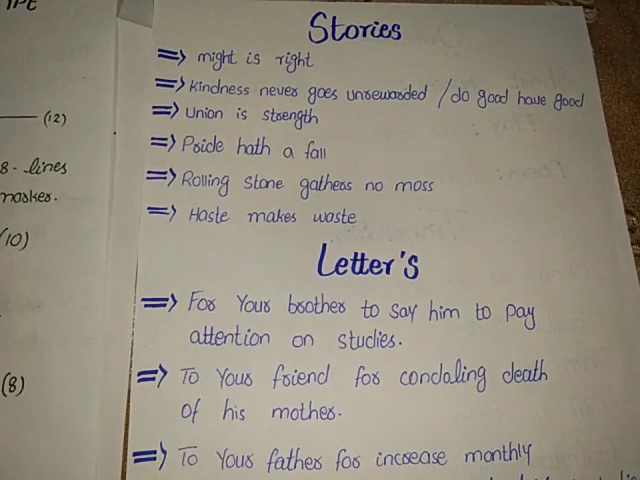 IPE
(12)
8- lines
marker.
(10)
(8)
Stories
⇒ might is right
⇒ Kindness never goes unrewarded / do good have good
⇒ Union is strength
⇒ Pride hath a fall
⇒ Rolling stone gathers no moss
⇒ Haste makes waste
Letter's
⇒ For Your brother to say him to pay
attention on studies.
⇒ To Your friend for condaling death
of his mother.
⇒ To Your father for increase monthly